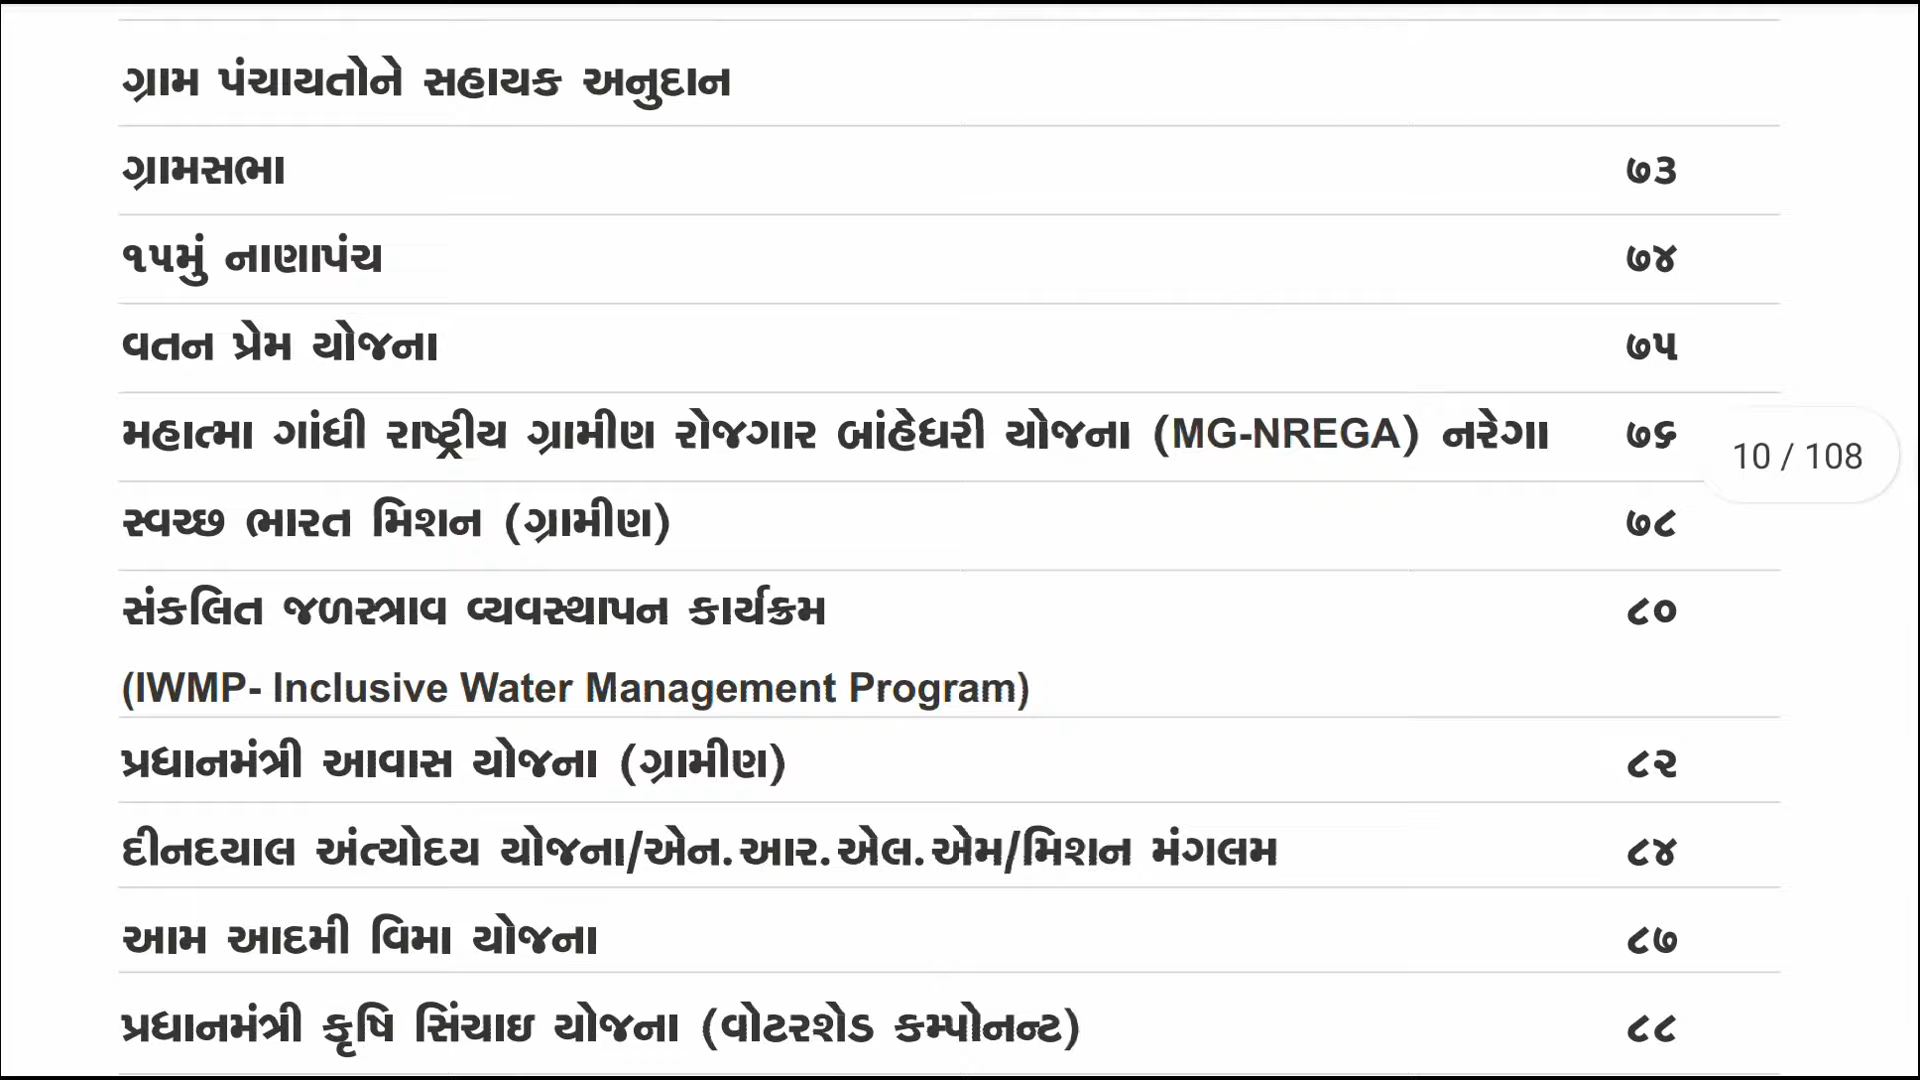 ગ્રામ પંચાયતોને સહાયક અનુદાન
ગ્રામસભા ૭૩
૧૫મું નાણાપંચ ૭૪
વતન પ્રેમ યોજના ૭૫
મહાત્મા ગાંધી રાષ્ટ્રીય ગ્રામીણ રોજગાર બાંહેધરી યોજના (MG-NREGA) નરેગા ૭૬
10 / 108
સ્વચ્છ ભારત મિશન (ગ્રામીણ) ૭૮
સંકલિત જળસ્ત્રાવ વ્યવસ્થાપન કાર્યક્રમ ૮૦
(IWMP- Inclusive Water Management Program)
પ્રધાનમંત્રી આવાસ યોજના (ગ્રામીણ) ૮૨
દીનદયાલ અંત્યોદય યોજના/એન.આર.એલ.એમ/મિશન મંગલમ ૮૪
આમ આદમી વિમા યોજના ૮૭
પ્રધાનમંત્રી કૃષિ સિંચાઇ યોજના (વોટરશેડ કમ્પોનન્ટ) ૮૮